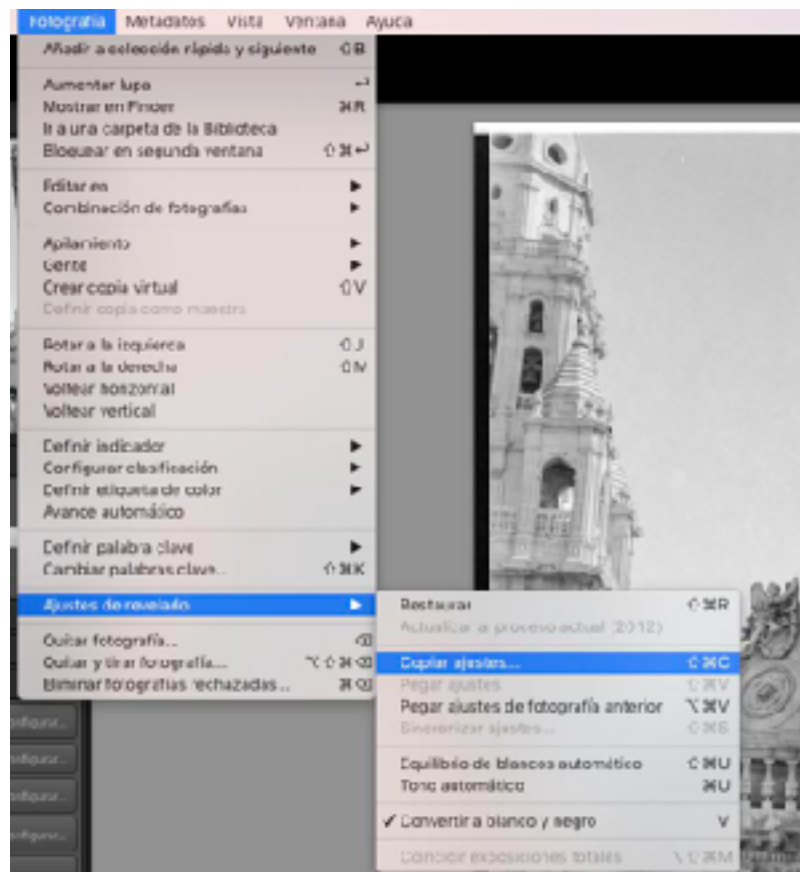 Fotografía Metadatos Vista Ventana Ayuda
Añadir a colección rápida y siguiente ⇧B
Aumentar lupa ↩
Mostrar en Finder ⌘R
Ir a una carpeta de la Biblioteca
Bloquear en segunda ventana ⇧⌘↩
Editar en ▶
Combinación de fotografías ▶
Apilamiento ▶
Gente ▶
Crear copia virtual ⇧V
Definir copia como maestra
Rotar a la izquierda ⇧J
Rotar a la derecha ⇧M
Voltear horizontal
Voltear vertical
Definir indicador ▶
Configurar clasificación ▶
Definir etiqueta de color ▶
Avance automático
Definir palabra clave ▶
Cambiar palabras clave... ⇧⌘K
Ajustes de revelado ▶
Quitar fotografía... ⌫
Quitar y tirar fotografía... ⌥⇧⌘⌫
Eliminar fotografías rechazadas... ⌘⌫
Restaurar ⇧⌘R
Actualizar a proceso actual (2012)
Copiar ajustes... ⇧⌘C
Pegar ajustes ⇧⌘V
Pegar ajustes de fotografía anterior ⌥⌘V
Sincronizar ajustes... ⇧⌘S
Equilibrio de blancos automático ⇧⌘U
Tono automático ⌘U
✓ Convertir a blanco y negro V
Coincidir exposiciones totales ⌥⇧⌘M